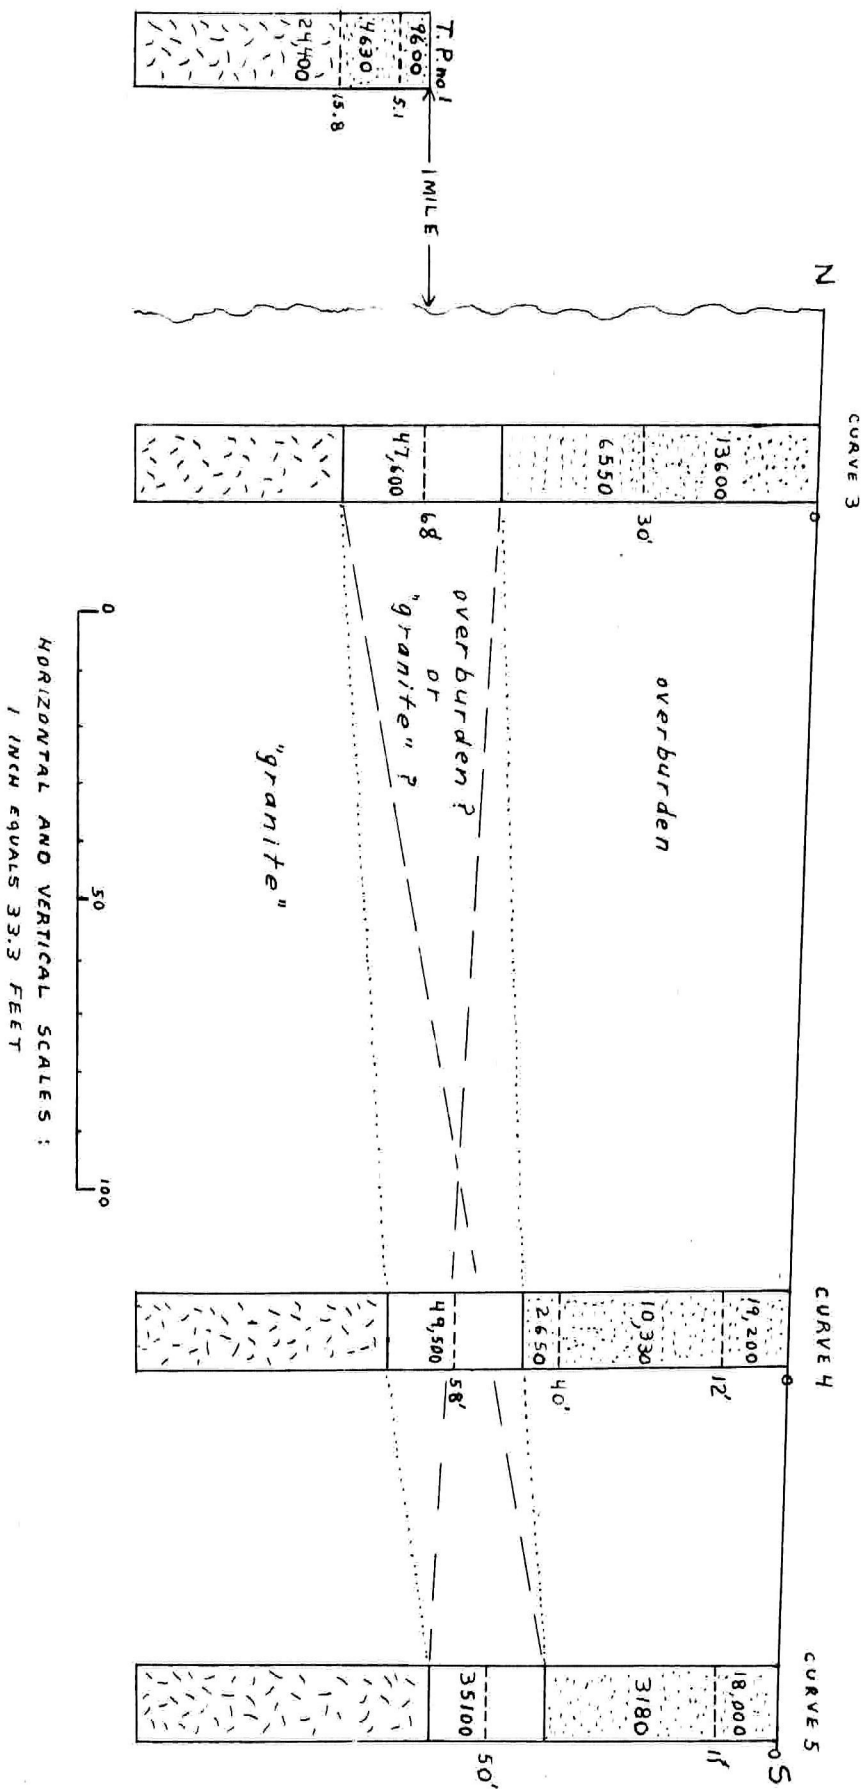 N
S
CURVE 3
CURVE 4
CURVE 5
T.P. no. 1
9600
4630
24,400
5.1
15.8
1 MILE
0
13600
30'
6550
68'
47,600
0
19,200
12'
10,330
40'
2650
58'
49,500
0
18,000
11'
3180
50'
35100
overburden
overburden ?
or
"granite" ?
"granite"
0
50
100
HORIZONTAL AND VERTICAL SCALES :
1 INCH EQUALS 33.3 FEET